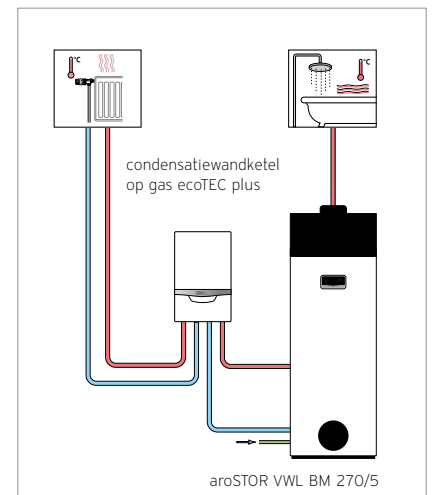 °C
°C
condensatiewandketel
op gas ecoTEC plus
aroSTOR VWL BM 270/5